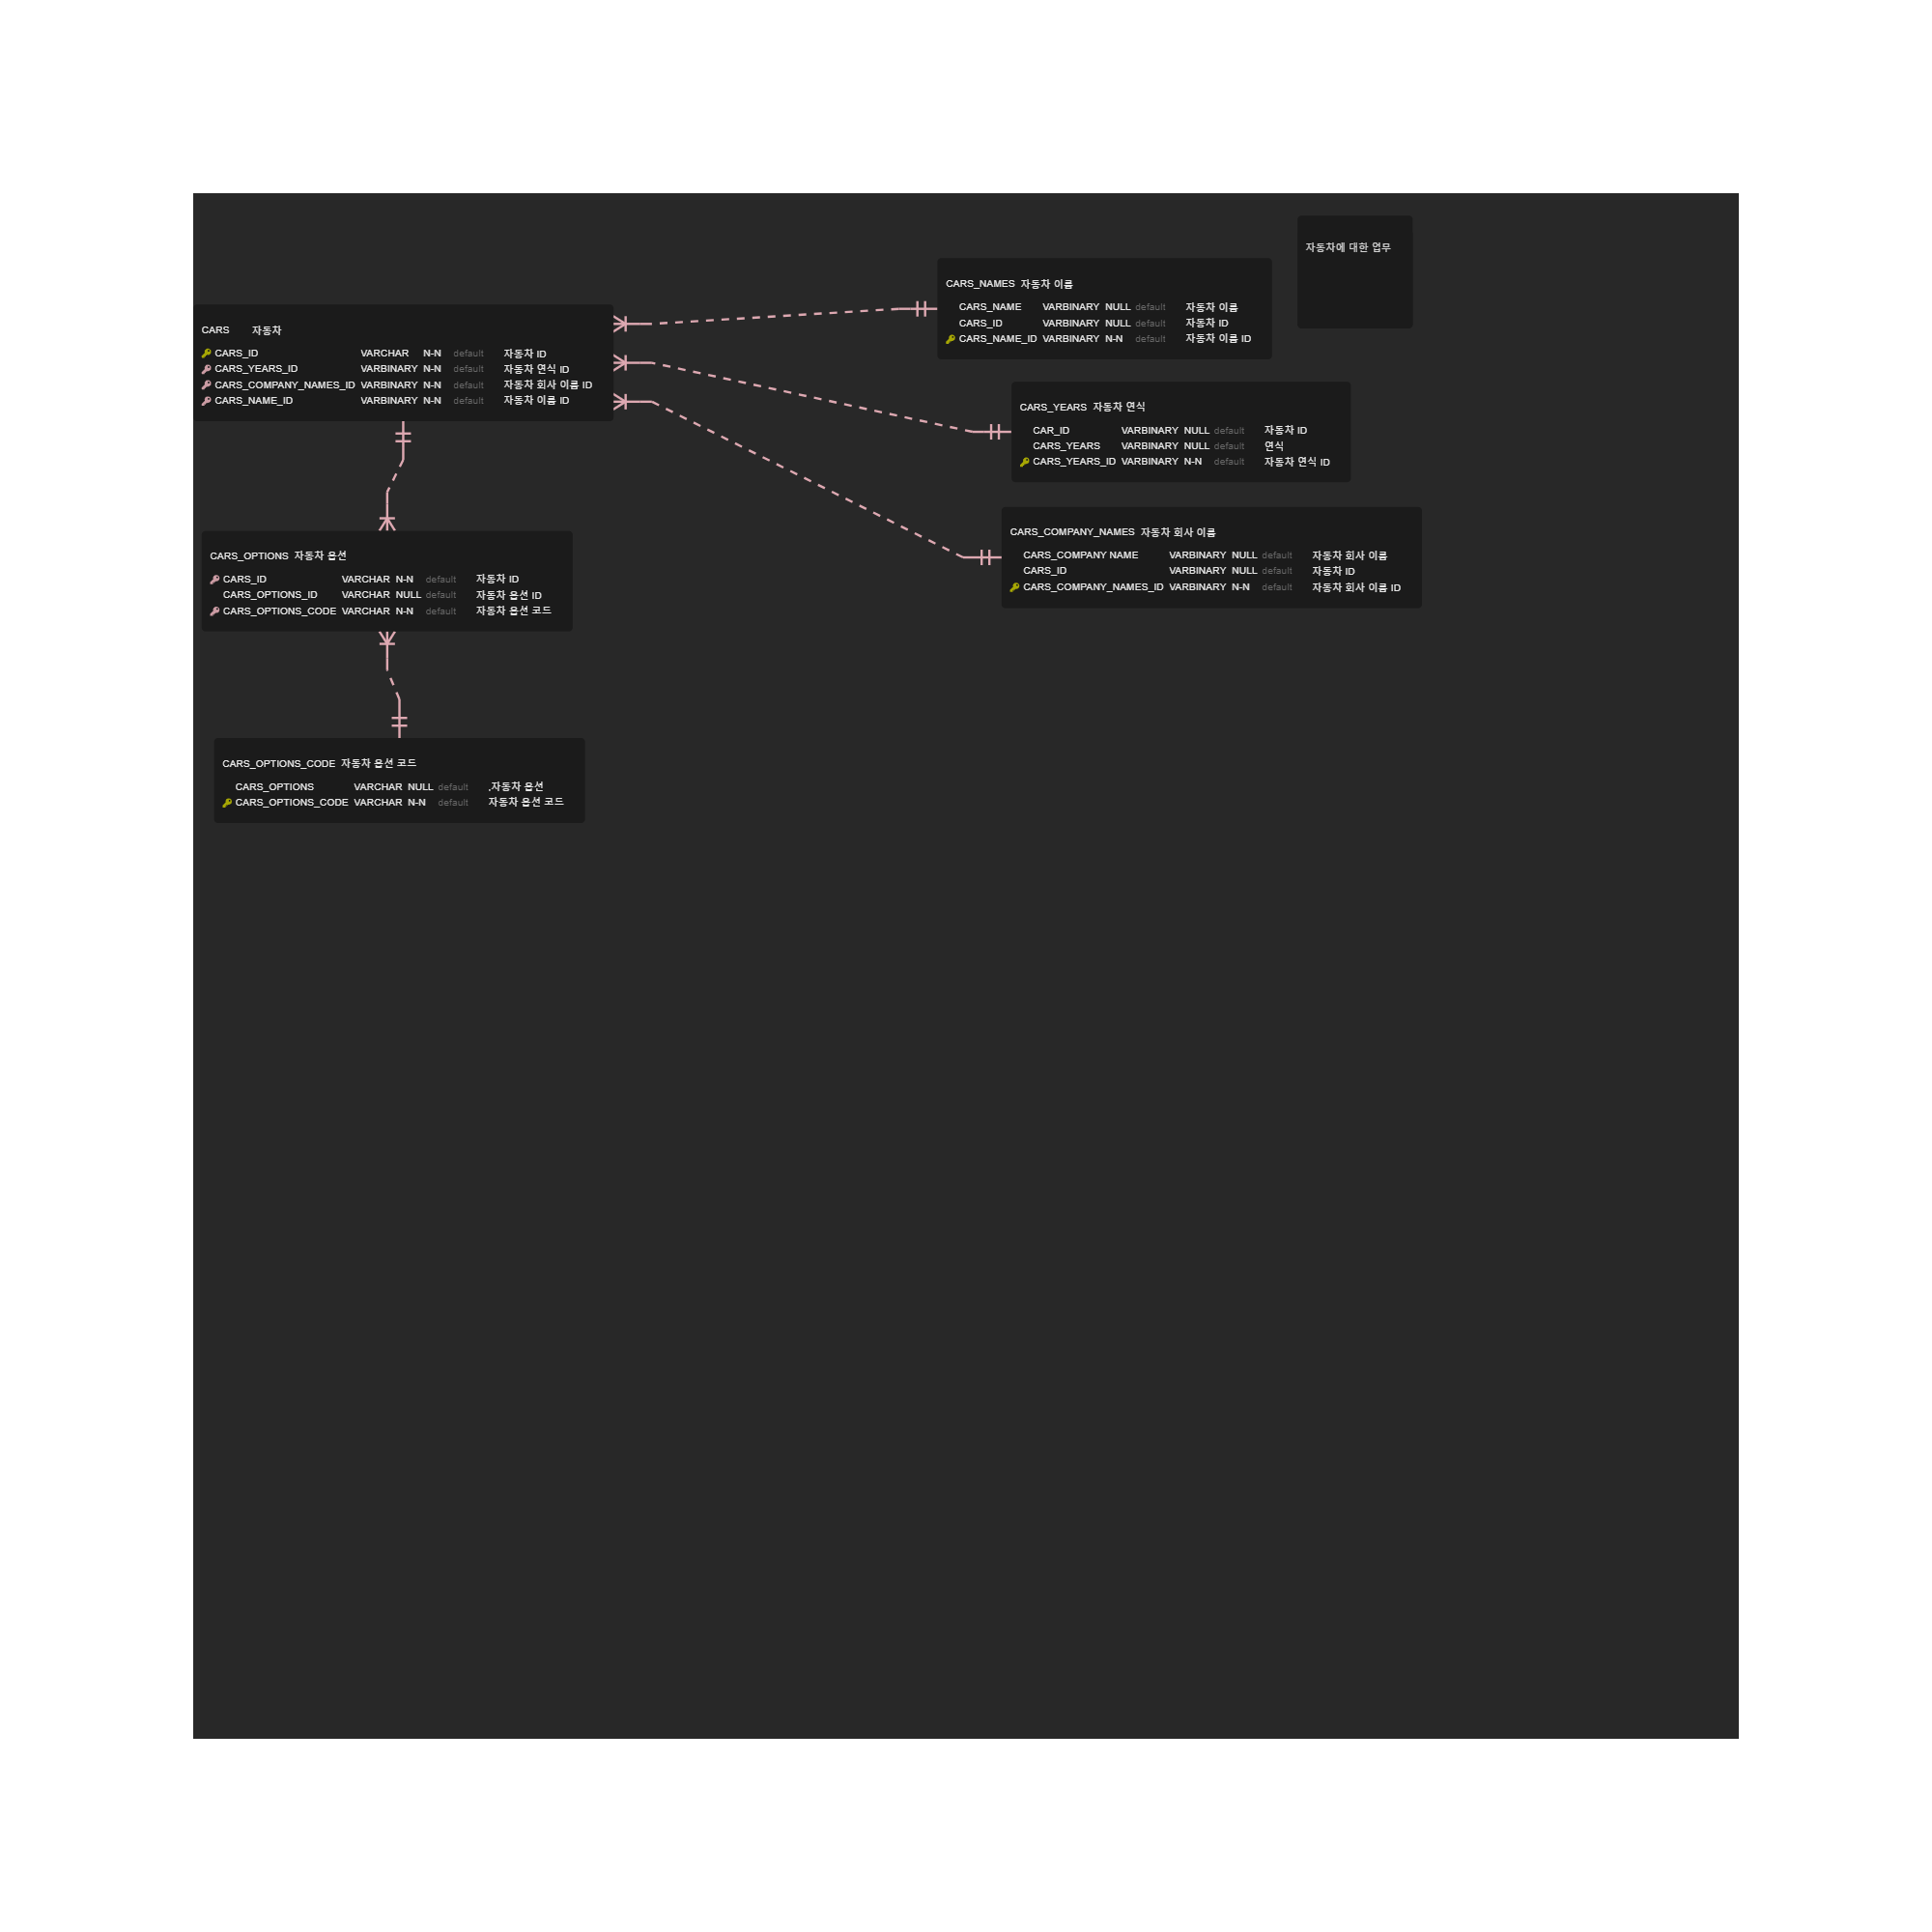 자동차에 대한 업무
CARS_NAMES 자동차 이름
CARS_NAME VARBINARY NULL default 자동차 이름
CARS_ID VARBINARY NULL default 자동차 ID
CARS_NAME_ID VARBINARY N-N default 자동차 이름 ID
CARS 자동차
CARS_ID VARCHAR N-N default 자동차 ID
CARS_YEARS_ID VARBINARY N-N default 자동차 연식 ID
CARS_COMPANY_NAMES_ID VARBINARY N-N default 자동차 회사 이름 ID
CARS_NAME_ID VARBINARY N-N default 자동차 이름 ID
CARS_YEARS 자동차 연식
CAR_ID VARBINARY NULL default 자동차 ID
CARS_YEARS VARBINARY NULL default 연식
CARS_YEARS_ID VARBINARY N-N default 자동차 연식 ID
CARS_COMPANY_NAMES 자동차 회사 이름
CARS_COMPANY NAME VARBINARY NULL default 자동차 회사 이름
CARS_ID VARBINARY NULL default 자동차 ID
CARS_COMPANY_NAMES_ID VARBINARY N-N default 자동차 회사 이름 ID
CARS_OPTIONS 자동차 옵션
CARS_ID VARCHAR N-N default 자동차 ID
CARS_OPTIONS_ID VARCHAR NULL default 자동차 옵션 ID
CARS_OPTIONS_CODE VARCHAR N-N default 자동차 옵션 코드
CARS_OPTIONS_CODE 자동차 옵션 코드
CARS_OPTIONS VARCHAR NULL default .자동차 옵션
CARS_OPTIONS_CODE VARCHAR N-N default 자동차 옵션 코드